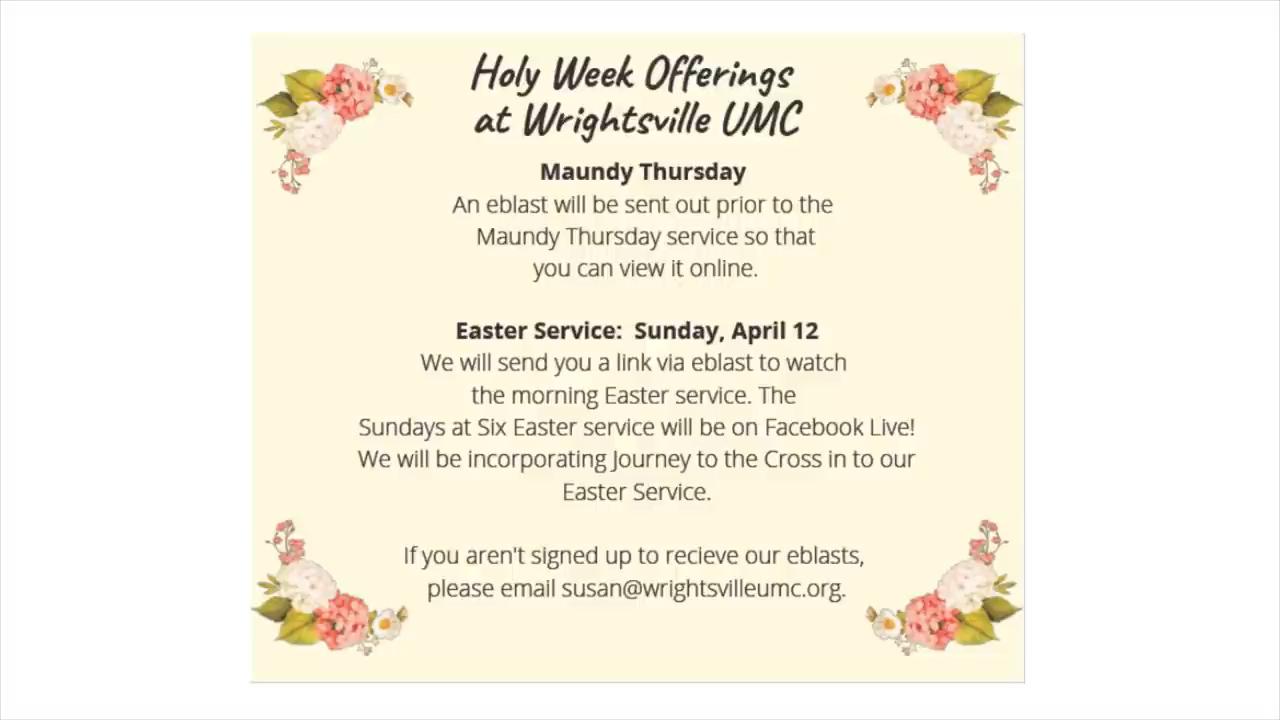 Holy Week Offerings
at Wrightsville UMC
Maundy Thursday
An eblast will be sent out prior to the
Maundy Thursday service so that
you can view it online.
Easter Service:  Sunday, April 12
We will send you a link via eblast to watch
the morning Easter service. The
Sundays at Six Easter service will be on Facebook Live!
We will be incorporating Journey to the Cross in to our
Easter Service.
If you aren't signed up to recieve our eblasts,
please email susan@wrightsvilleumc.org.